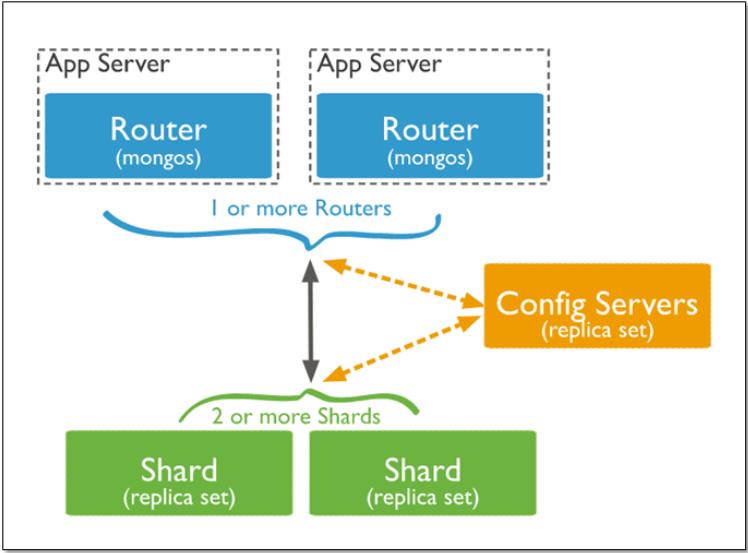 App Server
App Server
Router
(mongos)
Router
(mongos)
1 or more Routers
Config Servers
(replica set)
2 or more Shards
Shard
(replica set)
Shard
(replica set)